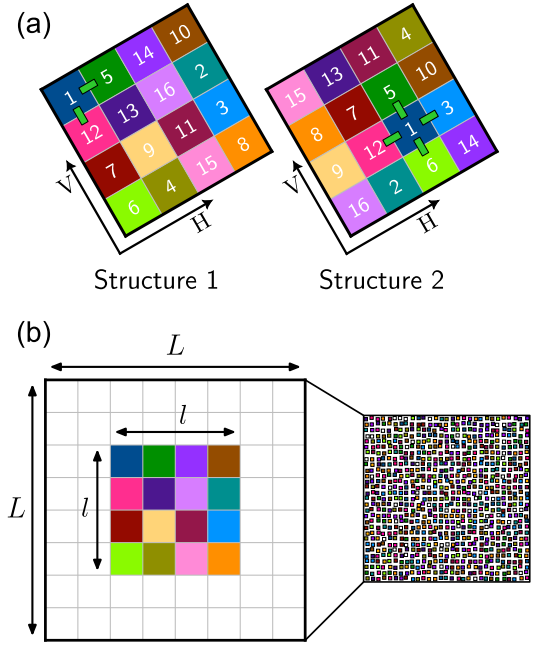 (a)
1 5 14 10
12 13 16 2
7 9 11 3
6 4 15 8
V
H
Structure 1
15 13 11 4
8 7 5 10
9 12 1 3
16 2 6 14
V
H
Structure 2
(b)
L
l
L
l